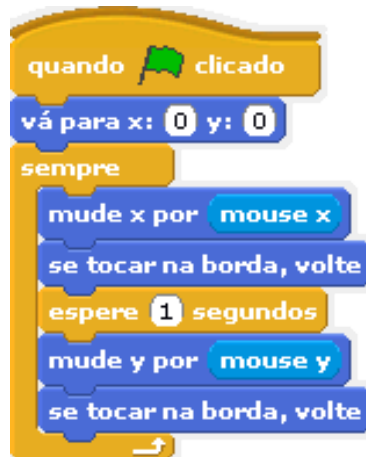 quando clicado
vá para x: 0 y: 0
sempre
mude x por mouse x
se tocar na borda, volte
espere 1 segundos
mude y por mouse y
se tocar na borda, volte